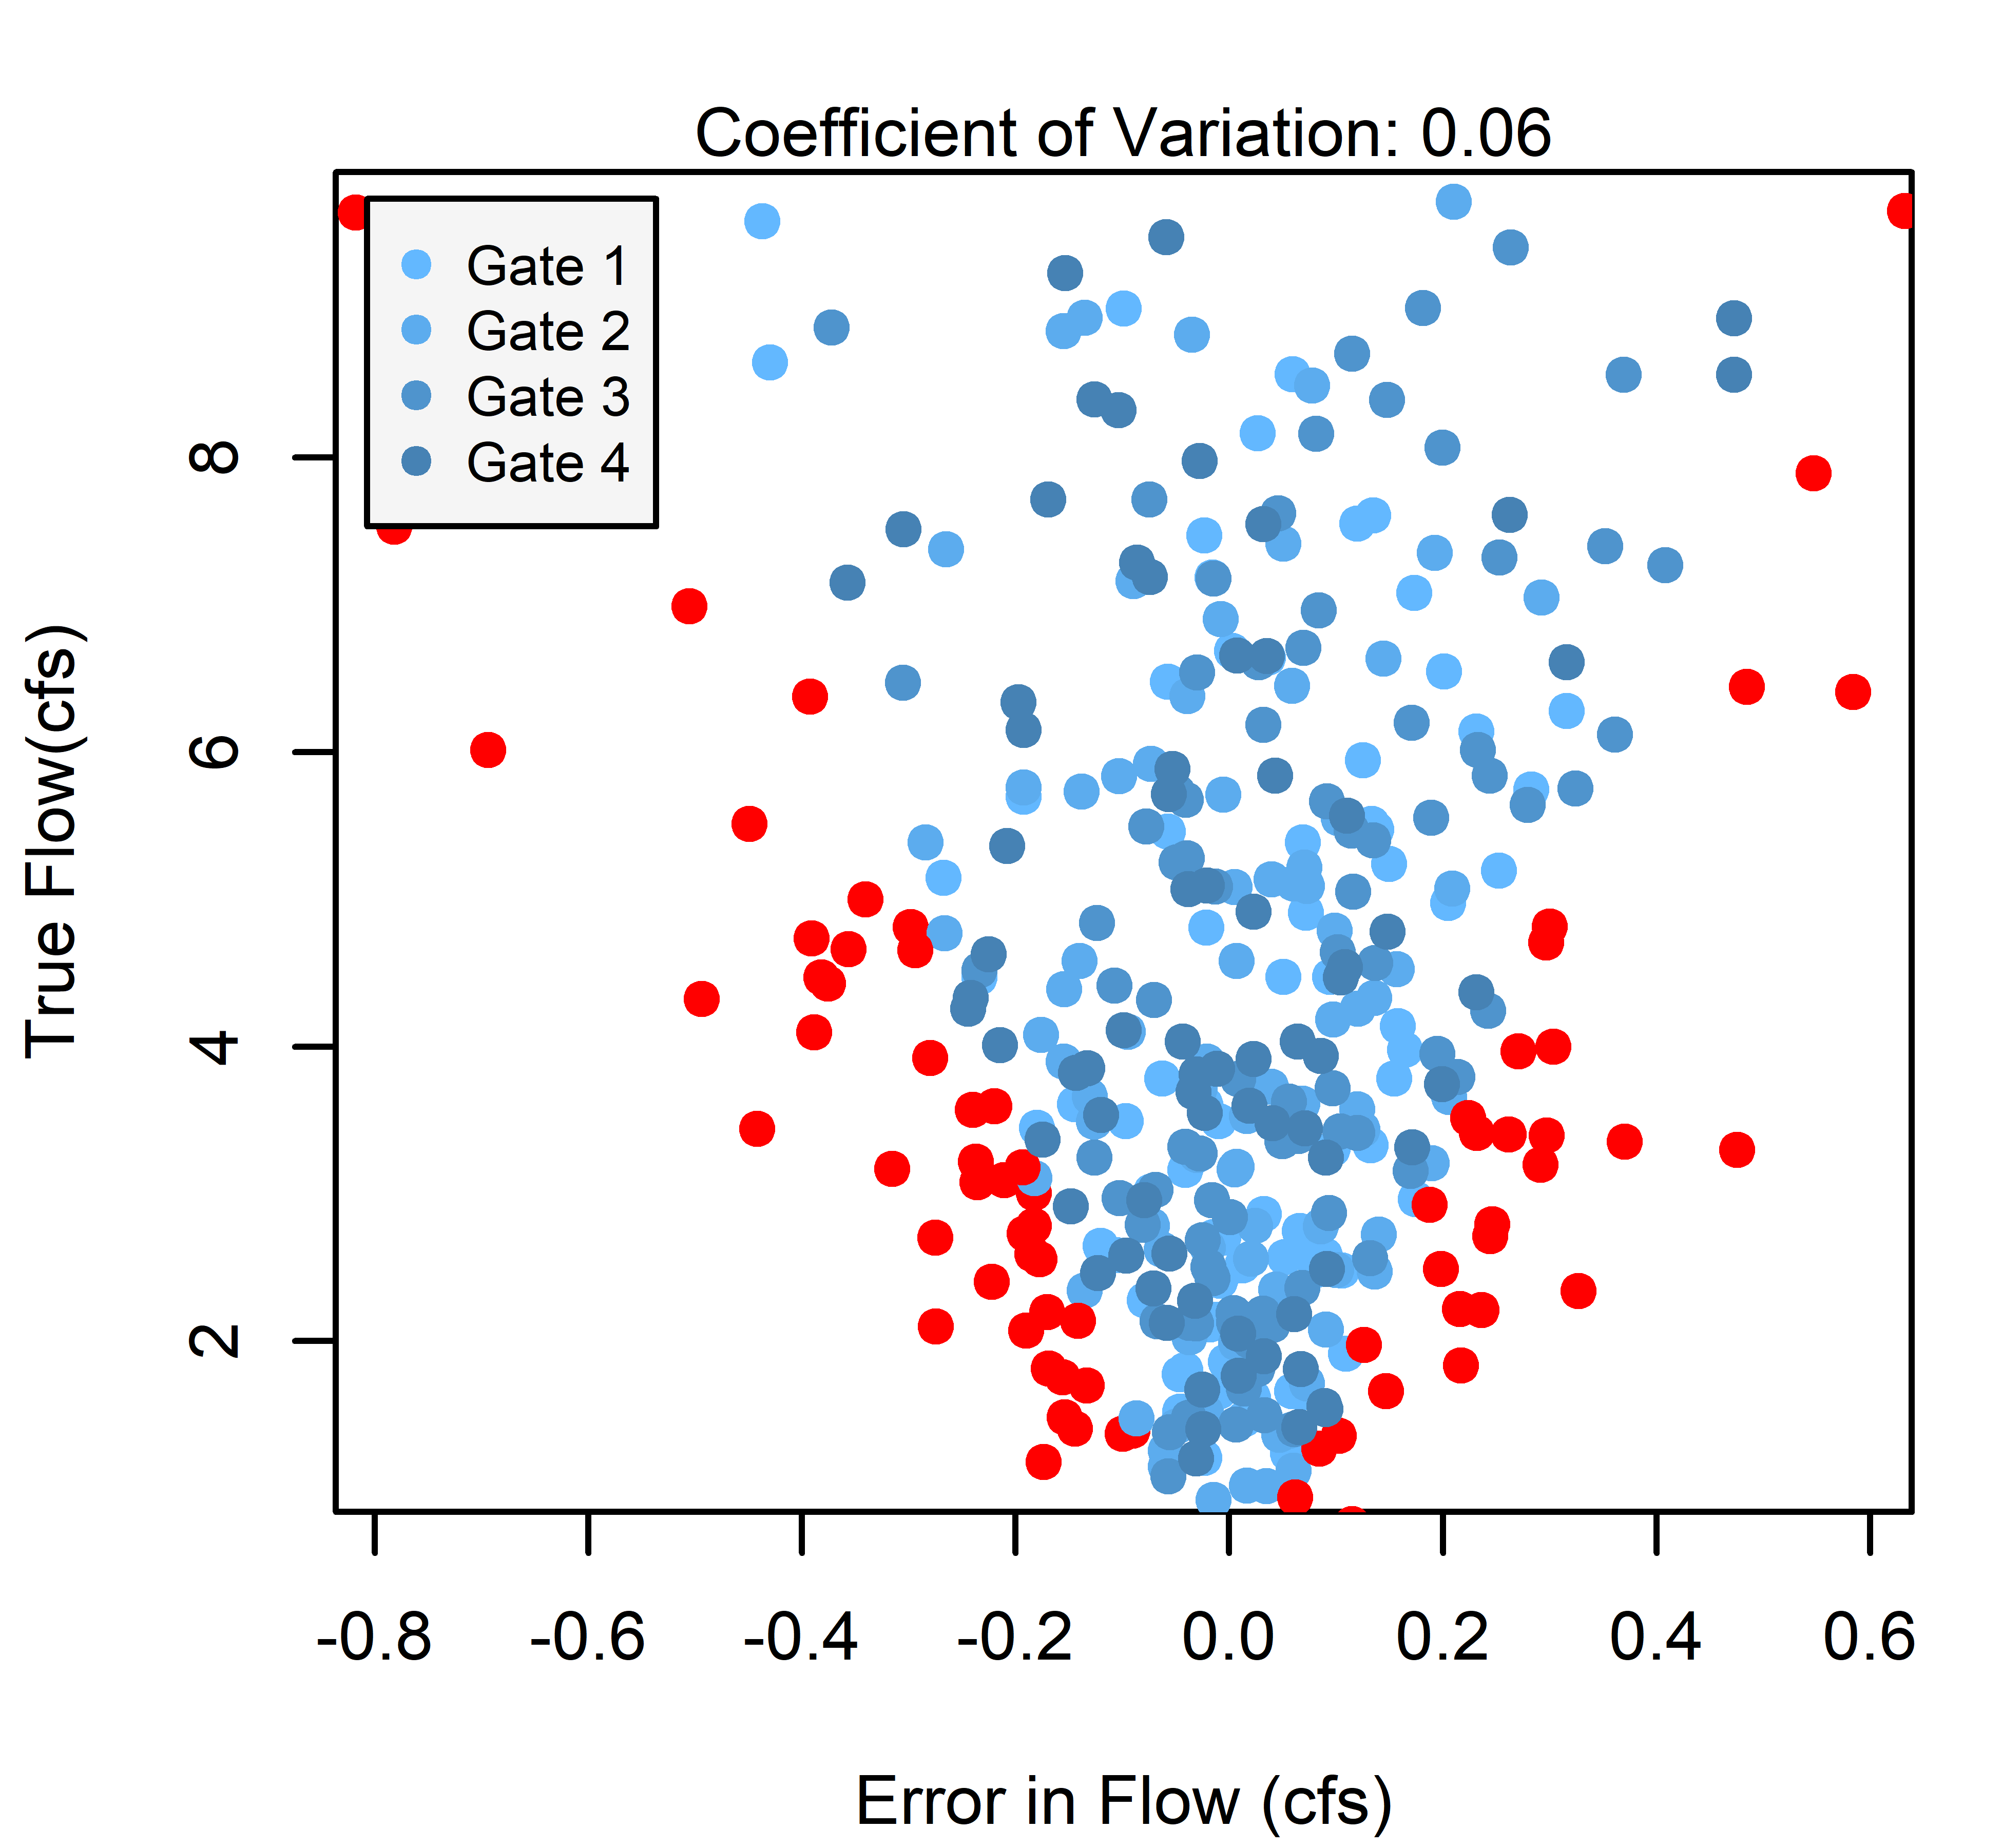 Coefficient of Variation: 0.06
Gate 1
Gate 2
Gate 3
Gate 4
True Flow(cfs)
8
6
4
2
-0.8 -0.6 -0.4 -0.2 0.0 0.2 0.4 0.6
Error in Flow (cfs)